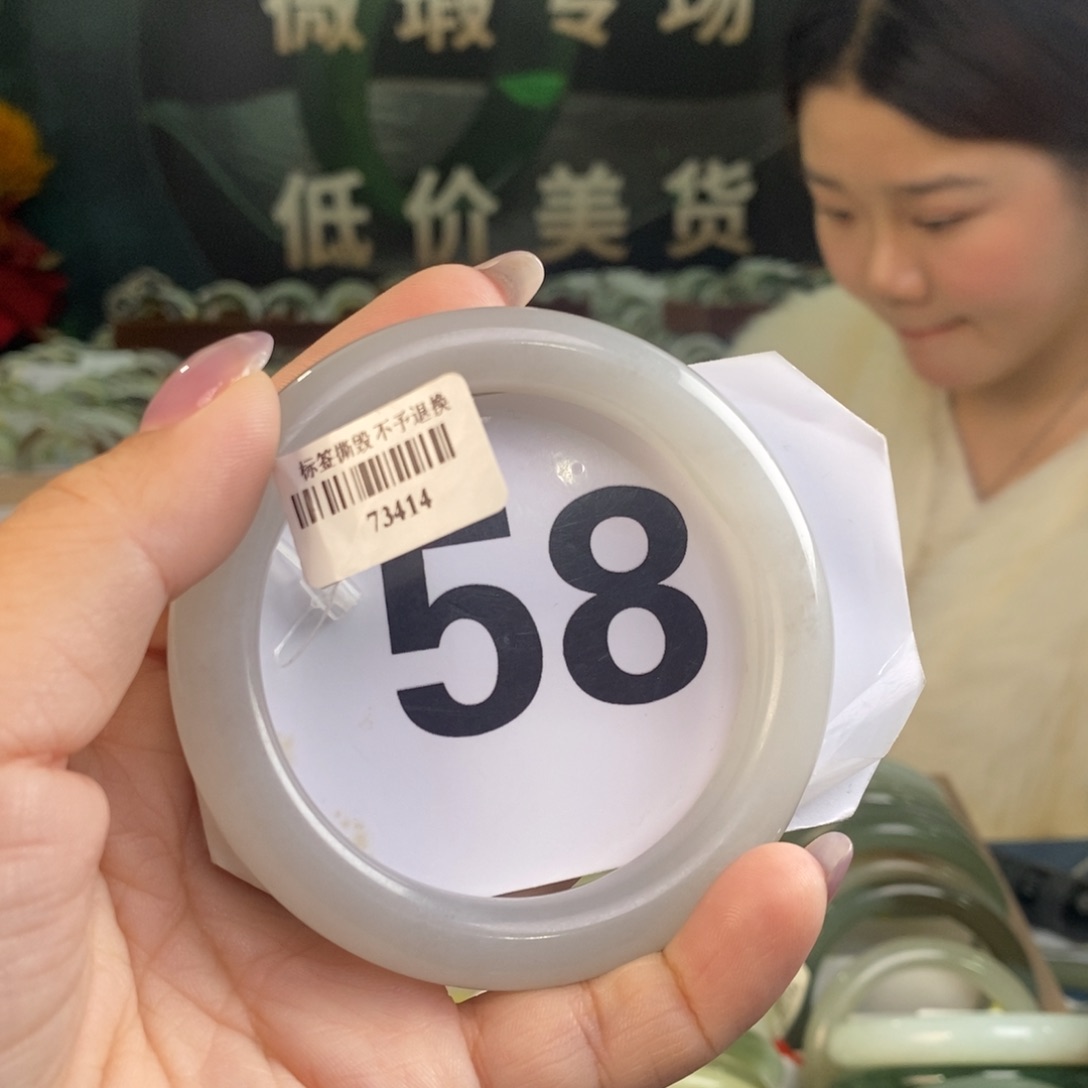 微瑕专场
低价美货
标签撕毁 不予退换
73414
58